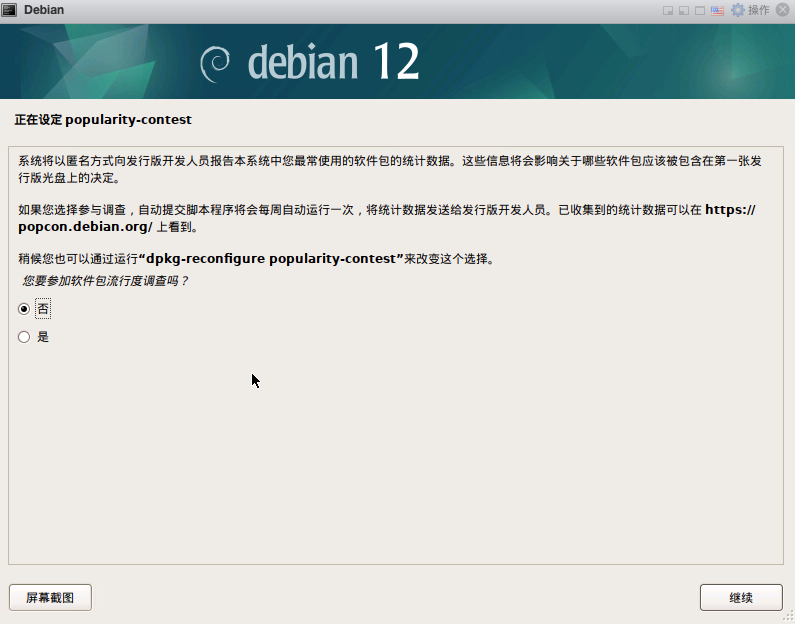 Debian
操作
debian 12
正在设定 popularity-contest
系统将以匿名方式向发行版开发人员报告本系统中您最常使用的软件包的统计数据。这些信息将会影响关于哪些软件包应该被包含在第一张发
行版光盘上的决定。
如果您选择参与调查，自动提交脚本程序将会每周自动运行一次，将统计数据发送给发行版开发人员。已收集到的统计数据可以在 https://
popcon.debian.org/ 上看到。
稍候您也可以通过运行“dpkg-reconfigure popularity-contest”来改变这个选择。
您要参加软件包流行度调查吗？
否
是
屏幕截图
继续